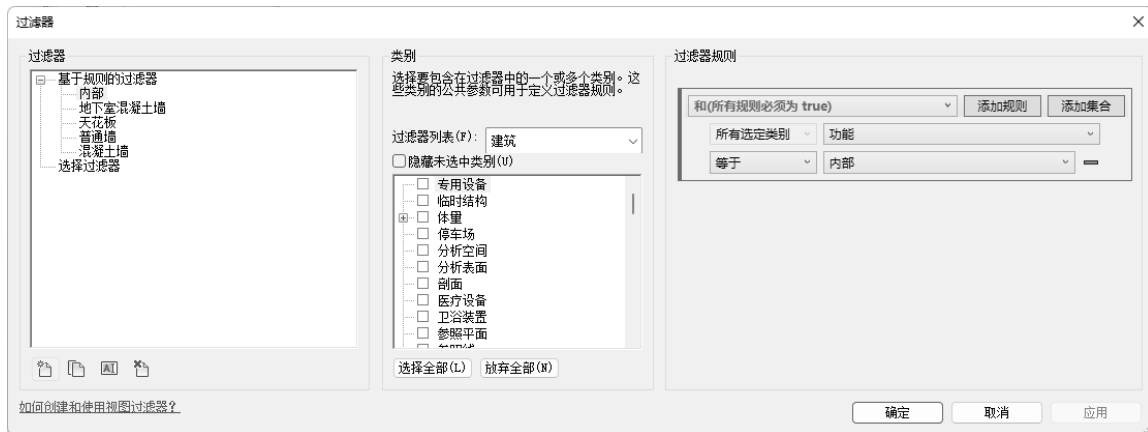 过滤器
过滤器
基于规则的过滤器
内部
地下室混凝土墙
天花板
普通墙
混凝土墙
选择过滤器
如何创建和使用视图过滤器?
类别
选择要包含在过滤器中的一个或多个类别。这
些类别的公共参数可用于定义过滤器规则。
过滤器列表(F): 建筑
隐藏未选中类别(U)
专用设备
临时结构
体量
停车场
分析空间
分析表面
剖面
医疗设备
卫浴装置
参照平面
选择全部(L) 放弃全部(N)
过滤器规则
和(所有规则必须为 true) 添加规则 添加集合
所有选定类别 功能
等于 内部
确定 取消 应用